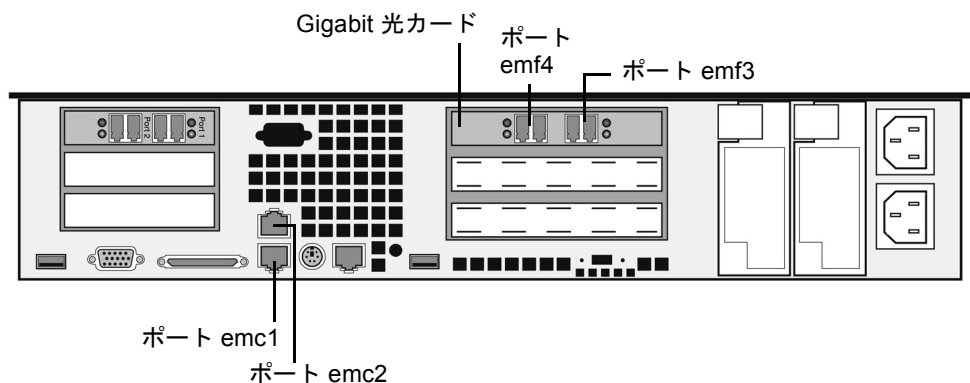 Gigabit 光カード
ポート
emf4
ポート emf3
Port 2
Port 1
ポート emc1
ポート emc2